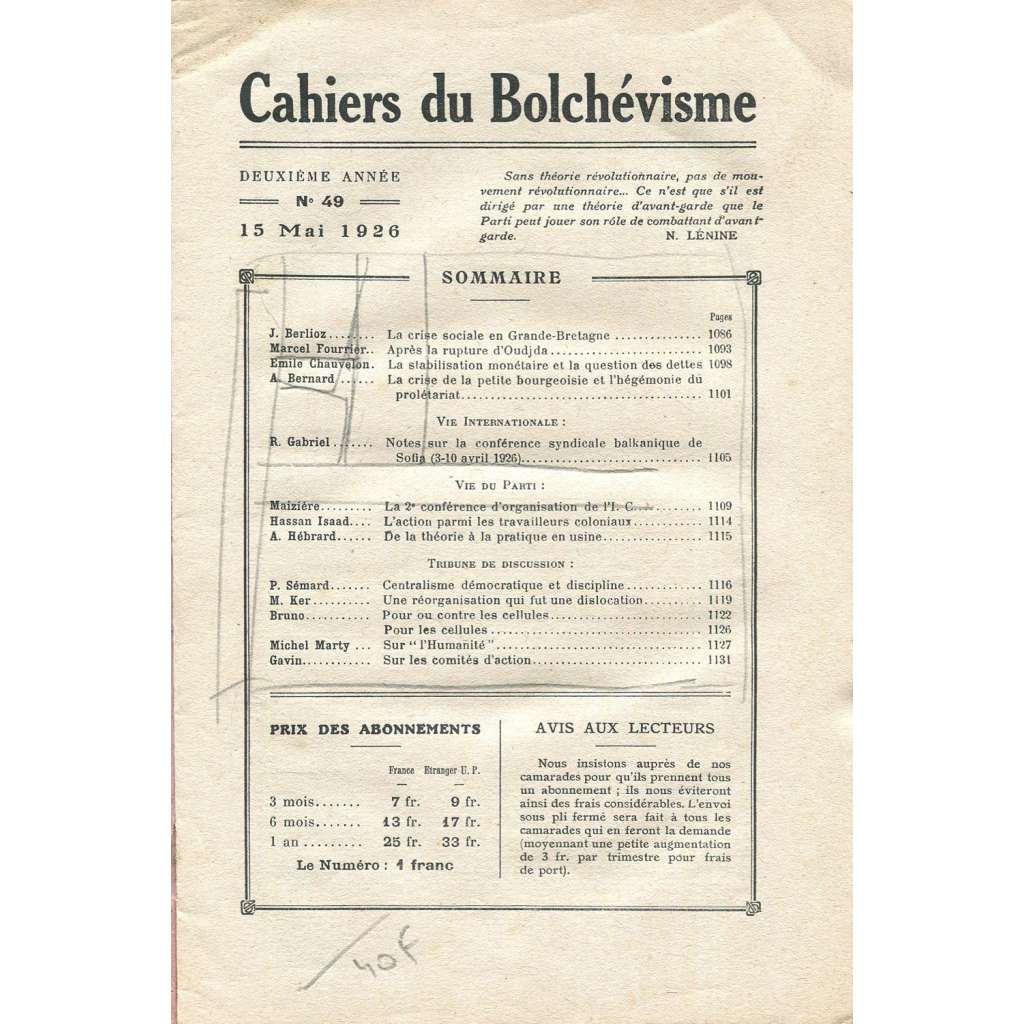 Cahiers du Bolchévisme
DEUXIÈME ANNÉE
N° 49
15 Mai 1926
Sans théorie révolutionnaire, pas de mou-
vement révolutionnaire... Ce n'est que s'il est
dirigé par une théorie d'avant-garde que le
Parti peut jouer son rôle de combattant d'avant-
garde. N. LÉNINE
SOMMAIRE
Pages
J. Berlioz........ La crise sociale en Grande-Bretagne .............. 1086
Marcel Fourrier.. Après la rupture d'Oudjda.................... 1093
Emile Chauvelon. La stabilisation monétaire et la question des dettes 1098
A. Bernard ...... La crise de la petite bourgeoisie et l'hégémonie du
prolétariat................................ 1101
VIE INTERNATIONALE :
R. Gabriel....... Notes sur la conférence syndicale balkanique de
Sofia (3-10 avril 1926)........................ 1105
VIE DU PARTI :
Maizière......... La 2e conférence d'organisation de l'I. C........... 1109
Hassan Isaad.... L'action parmi les travailleurs coloniaux........... 1114
A. Hébrard...... De la théorie à la pratique en usine................ 1115
TRIBUNE DE DISCUSSION :
P. Sémard....... Centralisme démocratique et discipline............ 1116
M. Ker.......... Une réorganisation qui fut une dislocation......... 1119
Bruno........... Pour ou contre les cellules...................... 1122
Pour les cellules............................... 1126
Michel Marty ... Sur "l'Humanité".............................. 1127
Gavin............ Sur les comités d'action........................ 1131
PRIX DES ABONNEMENTS
France Etranger U. P.
3 mois....... 7 fr. 9 fr.
6 mois....... 13 fr. 17 fr.
1 an ......... 25 fr. 33 fr.
Le Numéro : 1 franc
AVIS AUX LECTEURS
Nous insistons auprès de nos
camarades pour qu'ils prennent tous
un abonnement ; ils nous éviteront
ainsi des frais considérables. L'envoi
sous pli fermé sera fait à tous les
camarades qui en feront la demande
(moyennant une petite augmentation
de 3 fr. par trimestre pour frais
de port).
40F